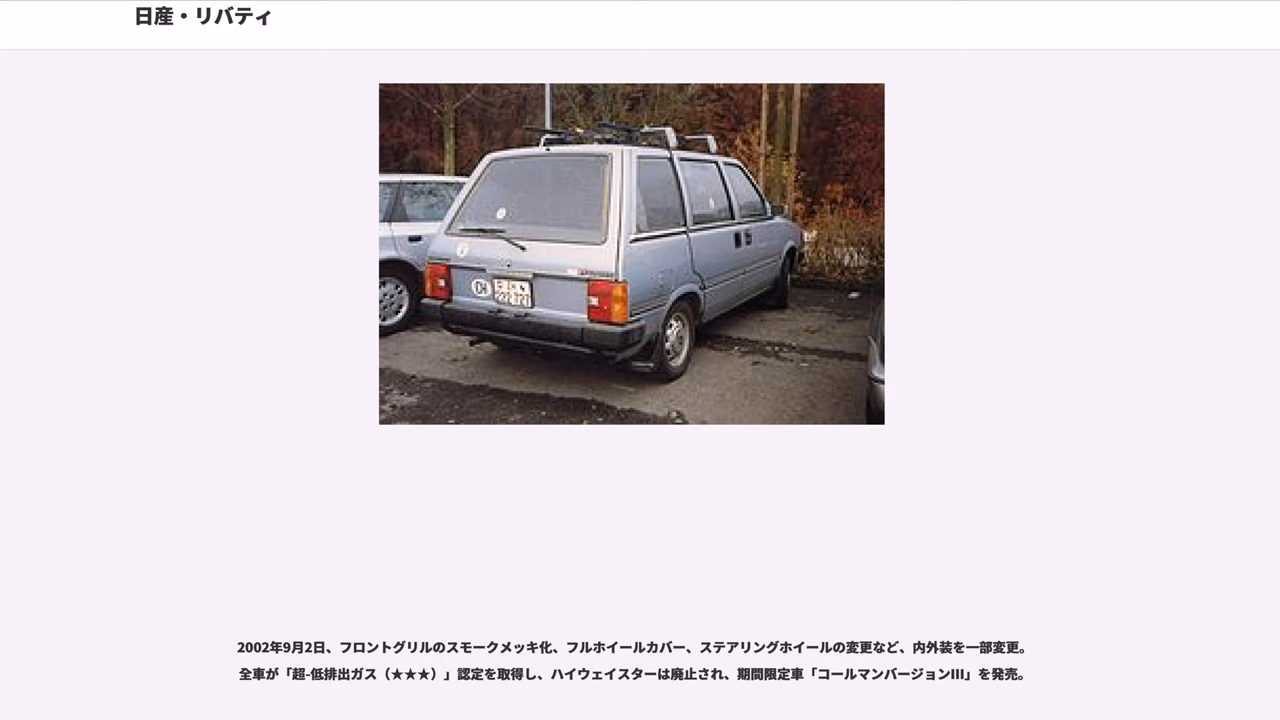 日産・リバティ
CH
2002年9月2日、フロントグリルのスモークメッキ化、フルホイールカバー、ステアリングホイールの変更など、内外装を一部変更。
全車が「超-低排出ガス（★★★）」認定を取得し、ハイウェイスターは廃止され、期間限定車「コールマンバージョンIII」を発売。